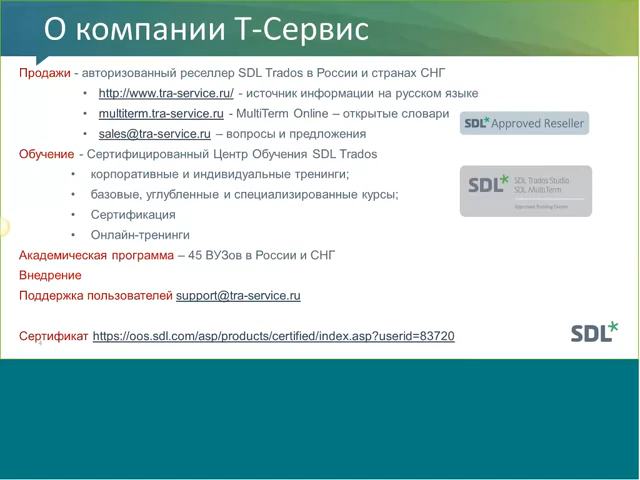 О компании Т-Сервис
Продажи - авторизованный реселлер SDL Trados в России и странах СНГ
• http://www.tra-service.ru/ - источник информации на русском языке
• multiterm.tra-service.ru - MultiTerm Online – открытые словари
• sales@tra-service.ru – вопросы и предложения
SDL* Approved Reseller
Обучение - Сертифицированный Центр Обучения SDL Trados
• корпоративные и индивидуальные тренинги;
• базовые, углубленные и специализированные курсы;
• Сертификация
• Онлайн-тренинги
SDL*
SDL Trados Studio
SDL MultiTerm
Approved Training Center
Академическая программа – 45 ВУЗов в России и СНГ
Внедрение
Поддержка пользователей support@tra-service.ru
Сертификат https://oos.sdl.com/asp/products/certified/index.asp?userid=83720
SDL*